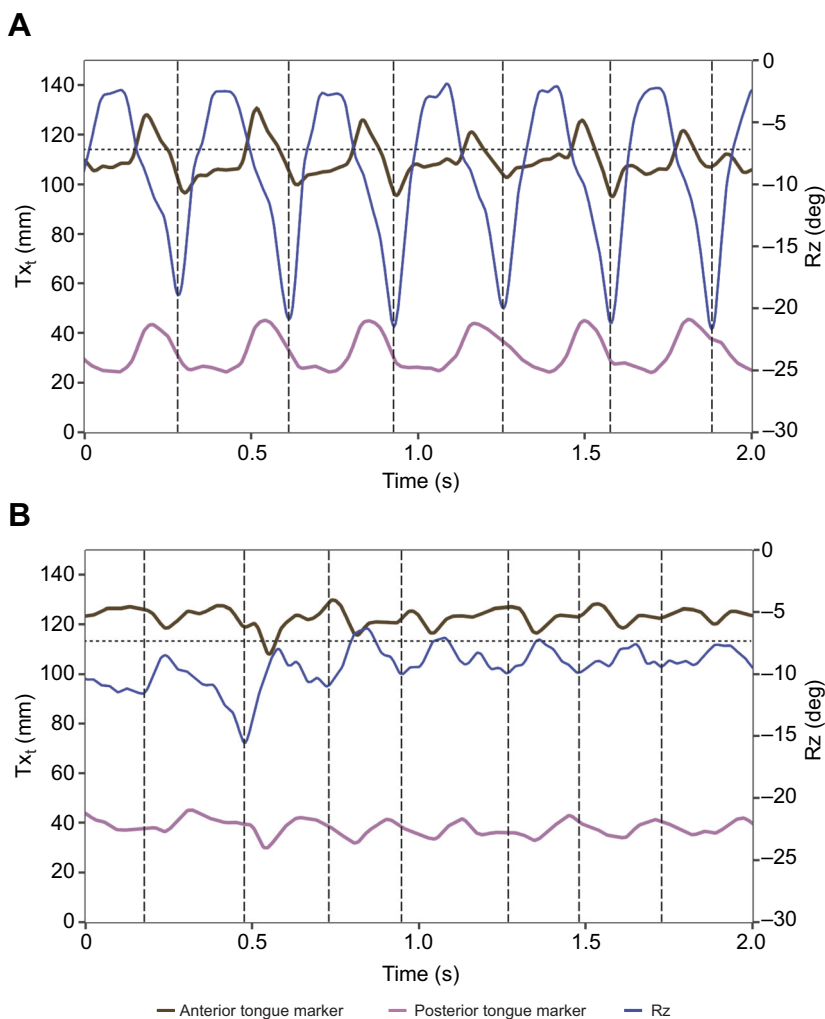 A
140
120
100
80
60
40
20
0
Tx_t (mm)
0
–5
–10
–15
–20
–25
–30
Rz (deg)
0 0.5 1.0 1.5 2.0
Time (s)
B
140
120
100
80
60
40
20
0
Tx_t (mm)
0
–5
–10
–15
–20
–25
–30
Rz (deg)
0 0.5 1.0 1.5 2.0
Time (s)
Anterior tongue marker Posterior tongue marker Rz